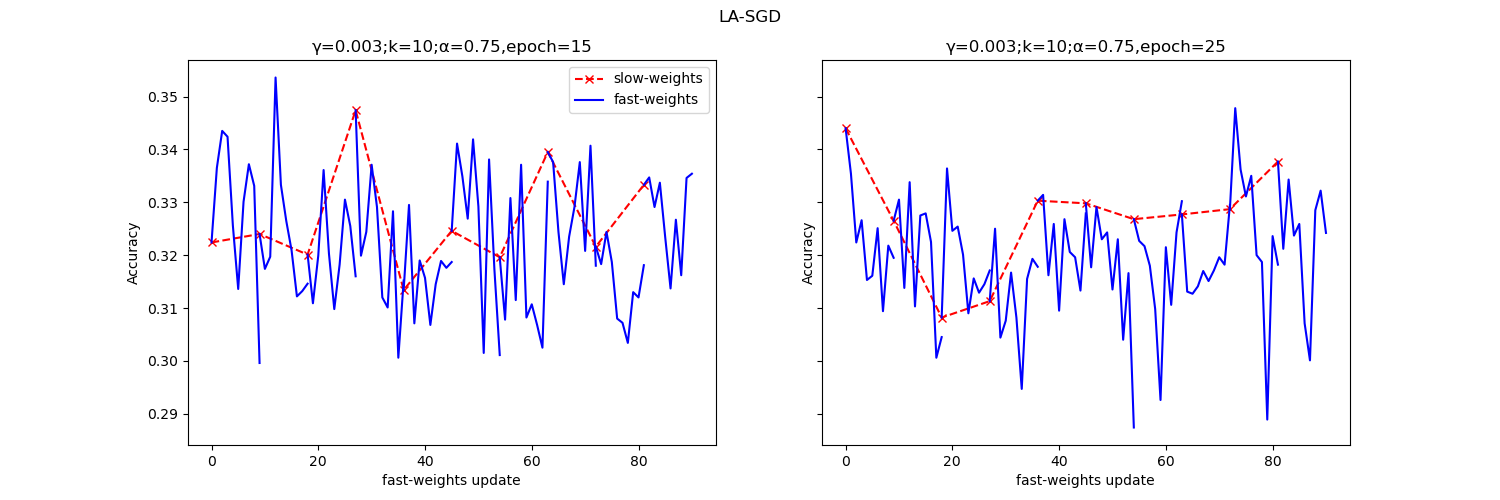 LA-SGD
γ=0.003;k=10;α=0.75,epoch=15
γ=0.003;k=10;α=0.75,epoch=25
slow-weights
fast-weights
Accuracy
0.35
0.34
0.33
0.32
0.31
0.30
0.29
0 20 40 60 80
fast-weights update
Accuracy
0 20 40 60 80
fast-weights update